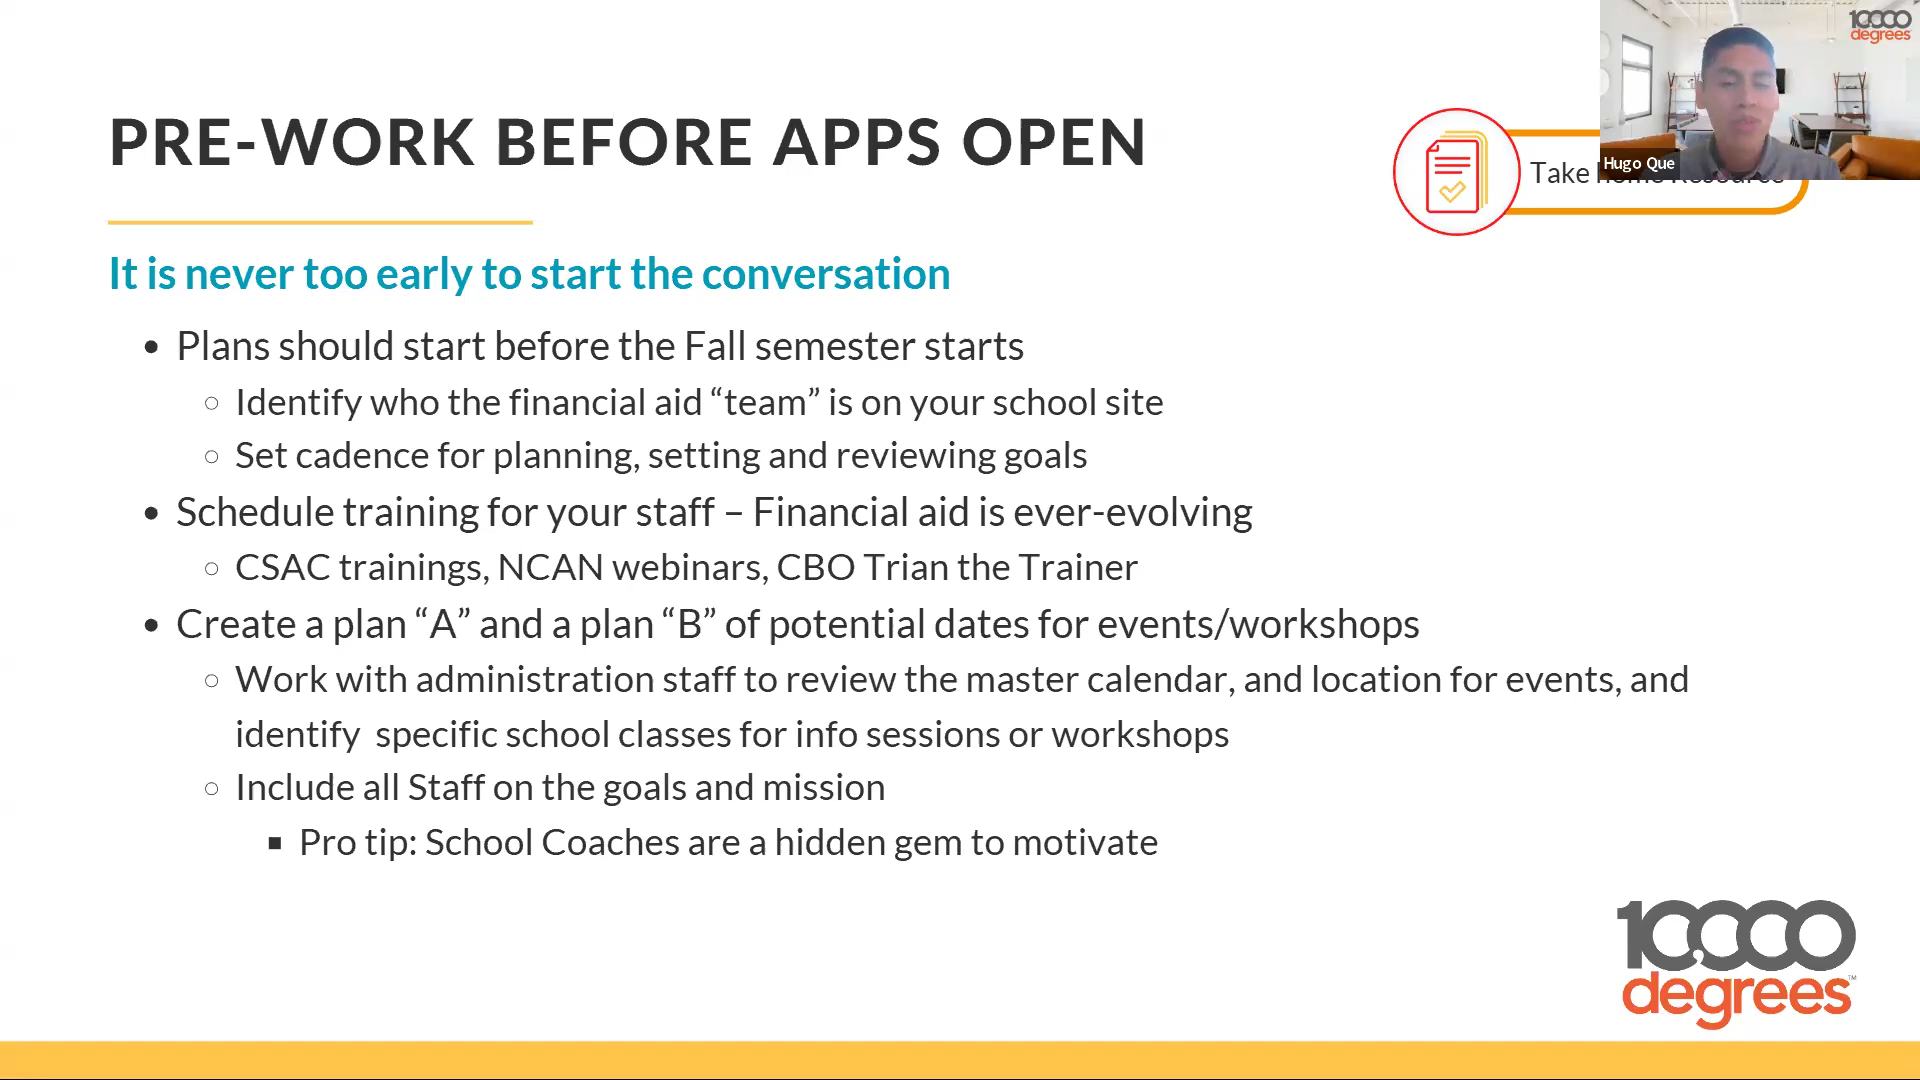 10,000
degrees
PRE-WORK BEFORE APPS OPEN
Take
Hugo Que
It is never too early to start the conversation
• Plans should start before the Fall semester starts
○ Identify who the financial aid “team” is on your school site
○ Set cadence for planning, setting and reviewing goals
• Schedule training for your staff – Financial aid is ever-evolving
○ CSAC trainings, NCAN webinars, CBO Trian the Trainer
• Create a plan “A” and a plan “B” of potential dates for events/workshops
○ Work with administration staff to review the master calendar, and location for events, and
identify specific school classes for info sessions or workshops
○ Include all Staff on the goals and mission
▪ Pro tip: School Coaches are a hidden gem to motivate
10,000
degrees™